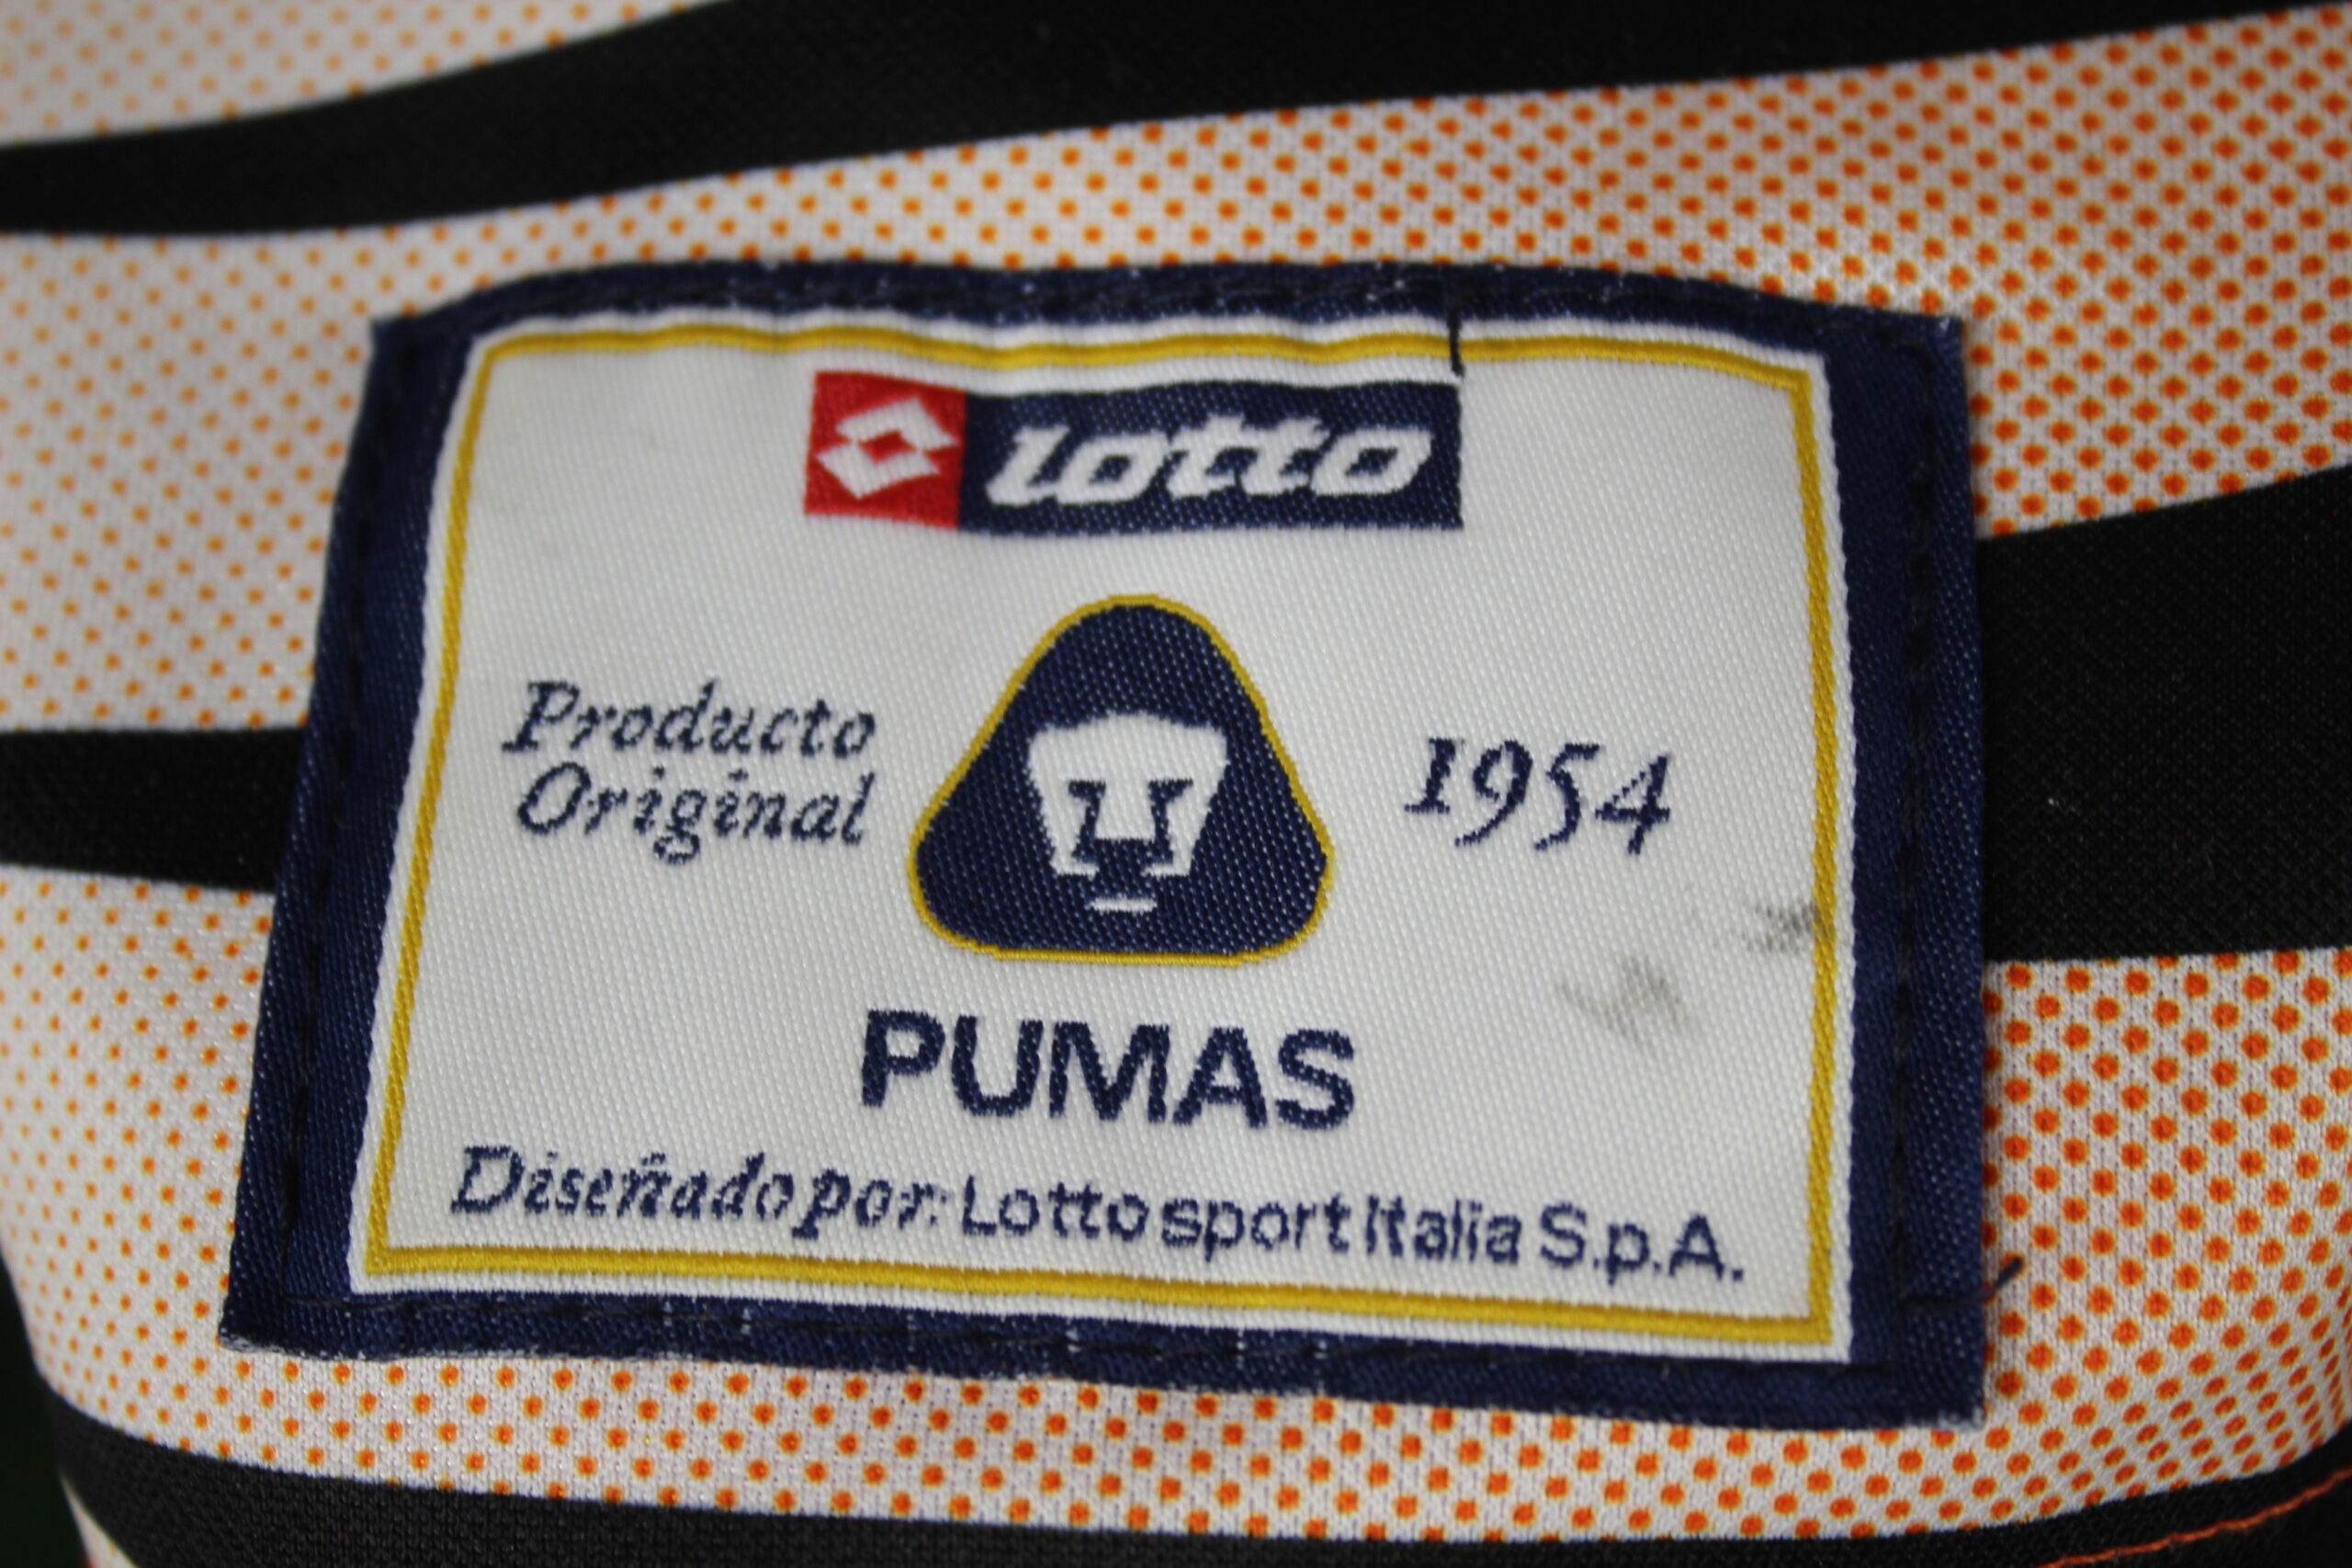 lotto
Producto
Original
1954
PUMAS
Diseñado por: Lotto sport Italia S.p.A.